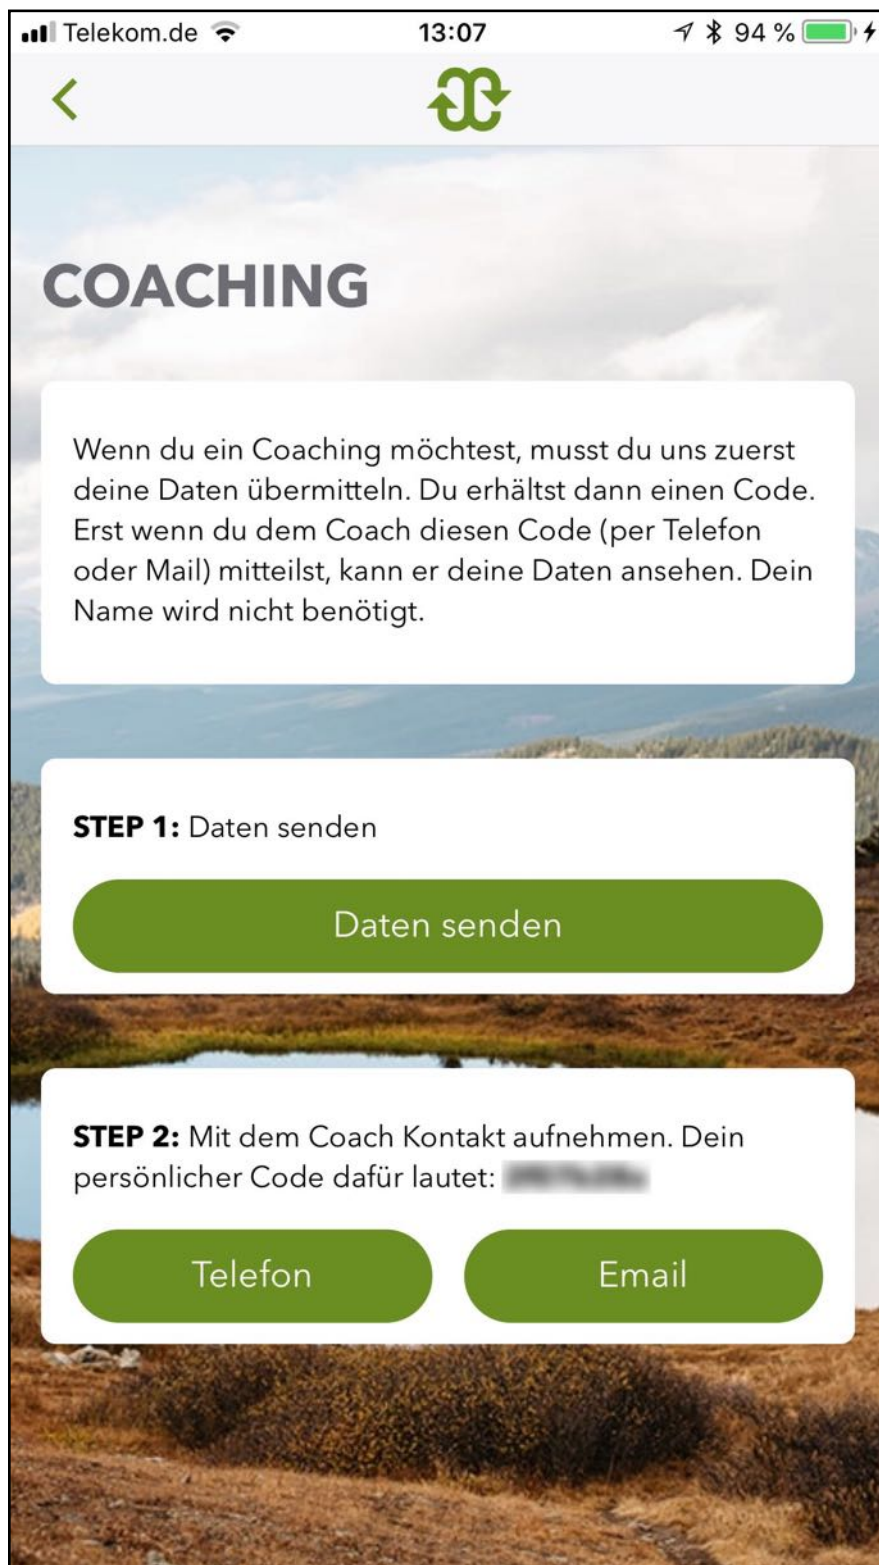 Telekom.de
13:07
94 %
COACHING
Wenn du ein Coaching möchtest, musst du uns zuerst
deine Daten übermitteln. Du erhältst dann einen Code.
Erst wenn du dem Coach diesen Code (per Telefon
oder Mail) mitteilst, kann er deine Daten ansehen. Dein
Name wird nicht benötigt.
STEP 1: Daten senden
Daten senden
STEP 2: Mit dem Coach Kontakt aufnehmen. Dein
persönlicher Code dafür lautet:
Telefon
Email